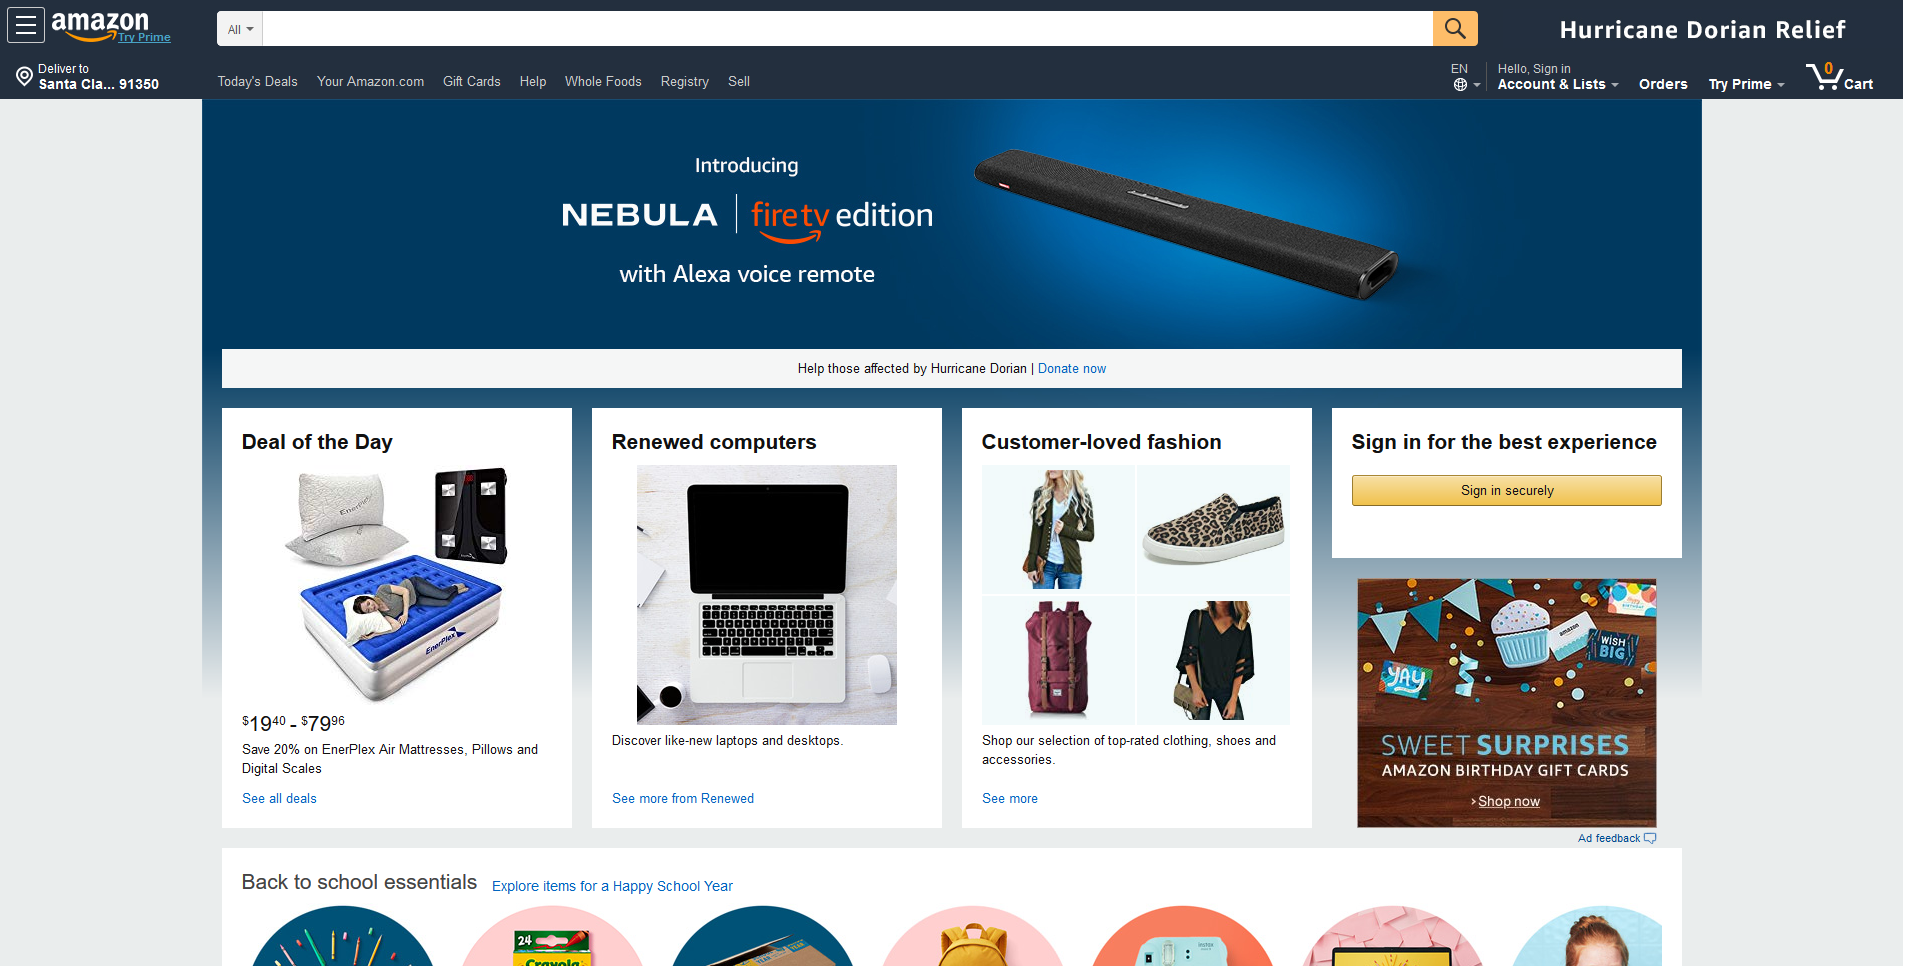 amazon
Try Prime
All
Hurricane Dorian Relief
Deliver to
Santa Cla... 91350
Today's Deals
Your Amazon.com
Gift Cards
Help
Whole Foods
Registry
Sell
EN
Hello, Sign in
Account & Lists
Orders
Try Prime
0
Cart
Introducing
NEBULA | fire tv edition
with Alexa voice remote
Help those affected by Hurricane Dorian | Donate now
Deal of the Day
EnerPlex
EnerPlex
$19.40 - $79.96
Save 20% on EnerPlex Air Mattresses, Pillows and
Digital Scales
See all deals
Renewed computers
Discover like-new laptops and desktops.
See more from Renewed
Customer-loved fashion
Shop our selection of top-rated clothing, shoes and
accessories.
See more
Sign in for the best experience
Sign in securely
amazon
WISH
BIG
YAY
SWEET SURPRISES
AMAZON BIRTHDAY GIFT CARDS
› Shop now
Ad feedback
Back to school essentials
Explore items for a Happy School Year
24
Crayola
instax